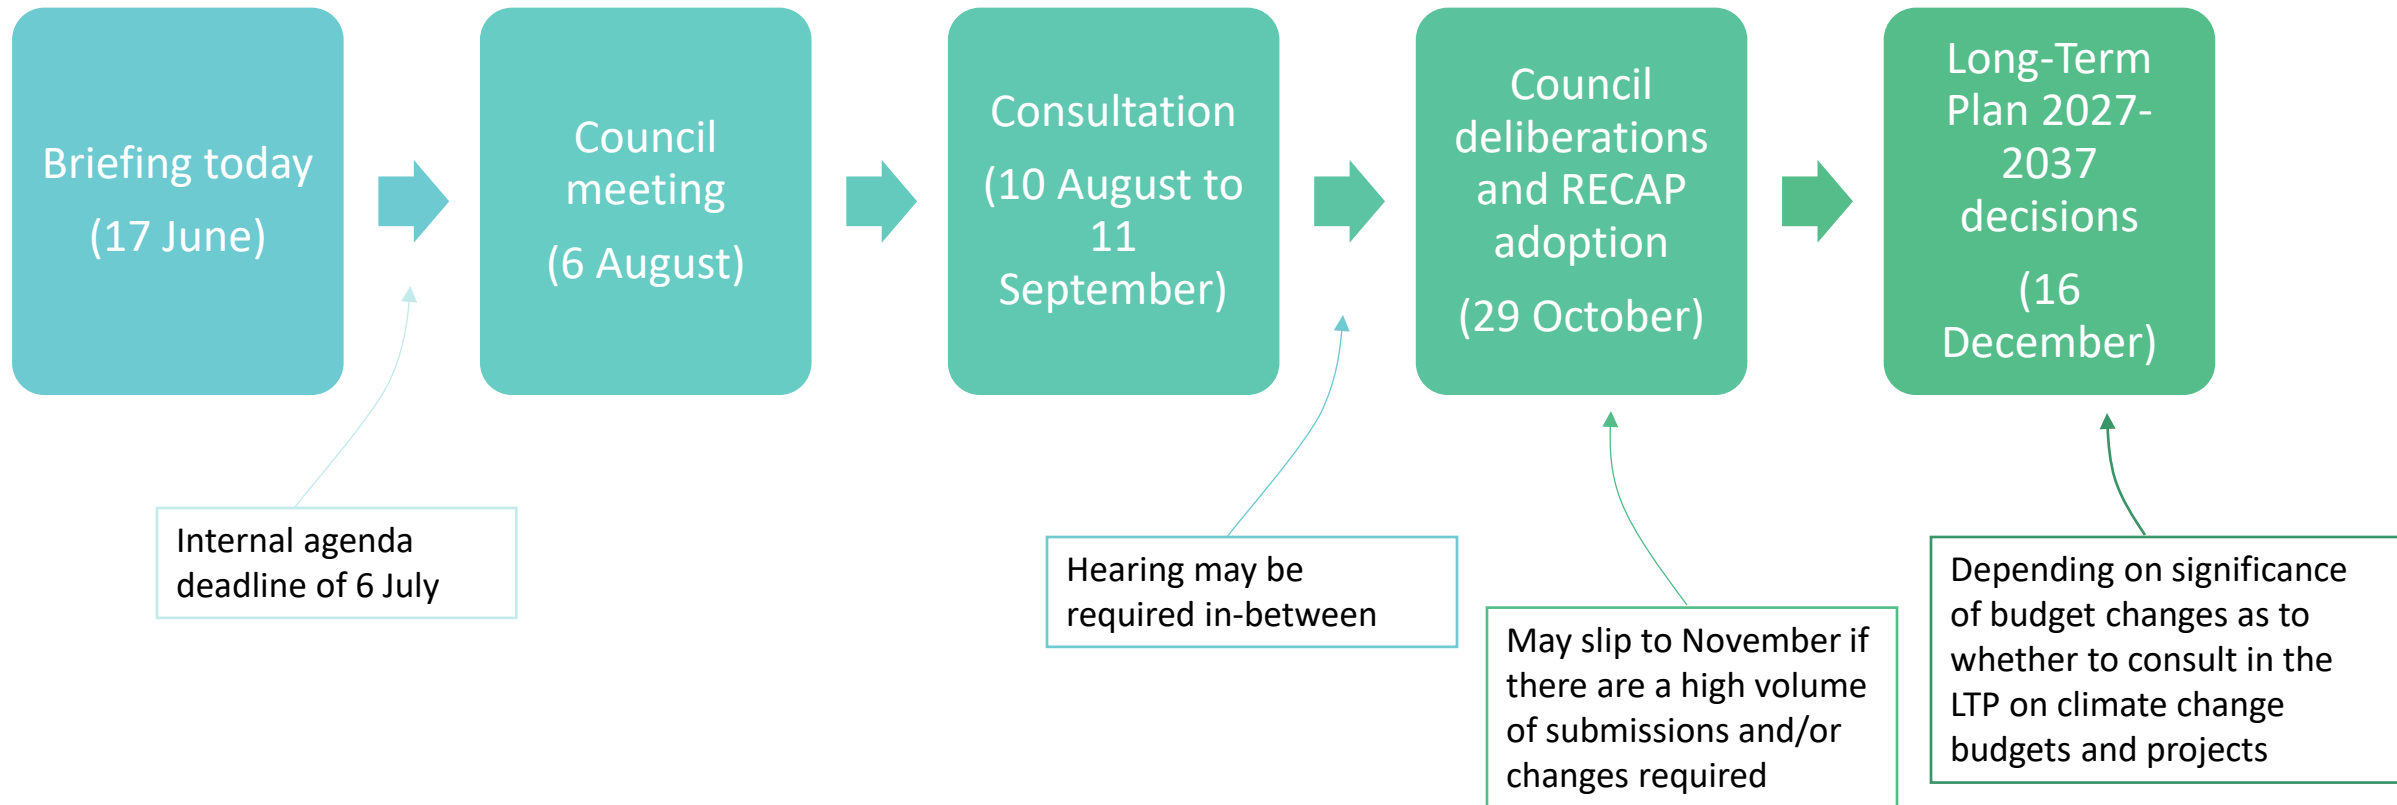 Briefing today
(17 June)
Council
meeting
(6 August)
Consultation
(10 August to
11
September)
Council
deliberations
and RECAP
adoption
(29 October)
Long-Term
Plan 2027-
2037
decisions
(16
December)
Internal agenda
deadline of 6 July
Hearing may be
required in-between
May slip to November if
there are a high volume
of submissions and/or
changes required
Depending on significance
of budget changes as to
whether to consult in the
LTP on climate change
budgets and projects